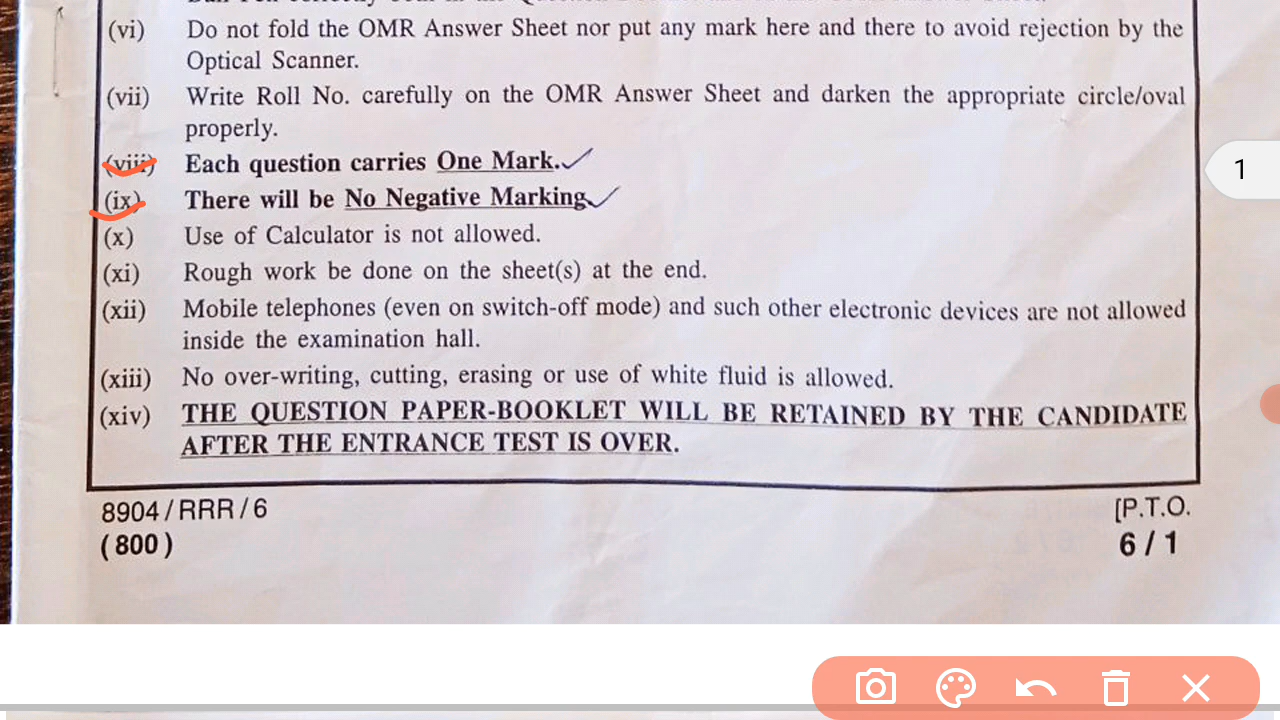 (vi) Do not fold the OMR Answer Sheet nor put any mark here and there to avoid rejection by the
Optical Scanner.
(vii) Write Roll No. carefully on the OMR Answer Sheet and darken the appropriate circle/oval
properly.
(viii) Each question carries One Mark.
(ix) There will be No Negative Marking.
(x) Use of Calculator is not allowed.
(xi) Rough work be done on the sheet(s) at the end.
(xii) Mobile telephones (even on switch-off mode) and such other electronic devices are not allowed
inside the examination hall.
(xiii) No over-writing, cutting, erasing or use of white fluid is allowed.
(xiv) THE QUESTION PAPER-BOOKLET WILL BE RETAINED BY THE CANDIDATE
AFTER THE ENTRANCE TEST IS OVER.
8904 / RRR / 6 [P.T.O.
(800) 6 / 1
1